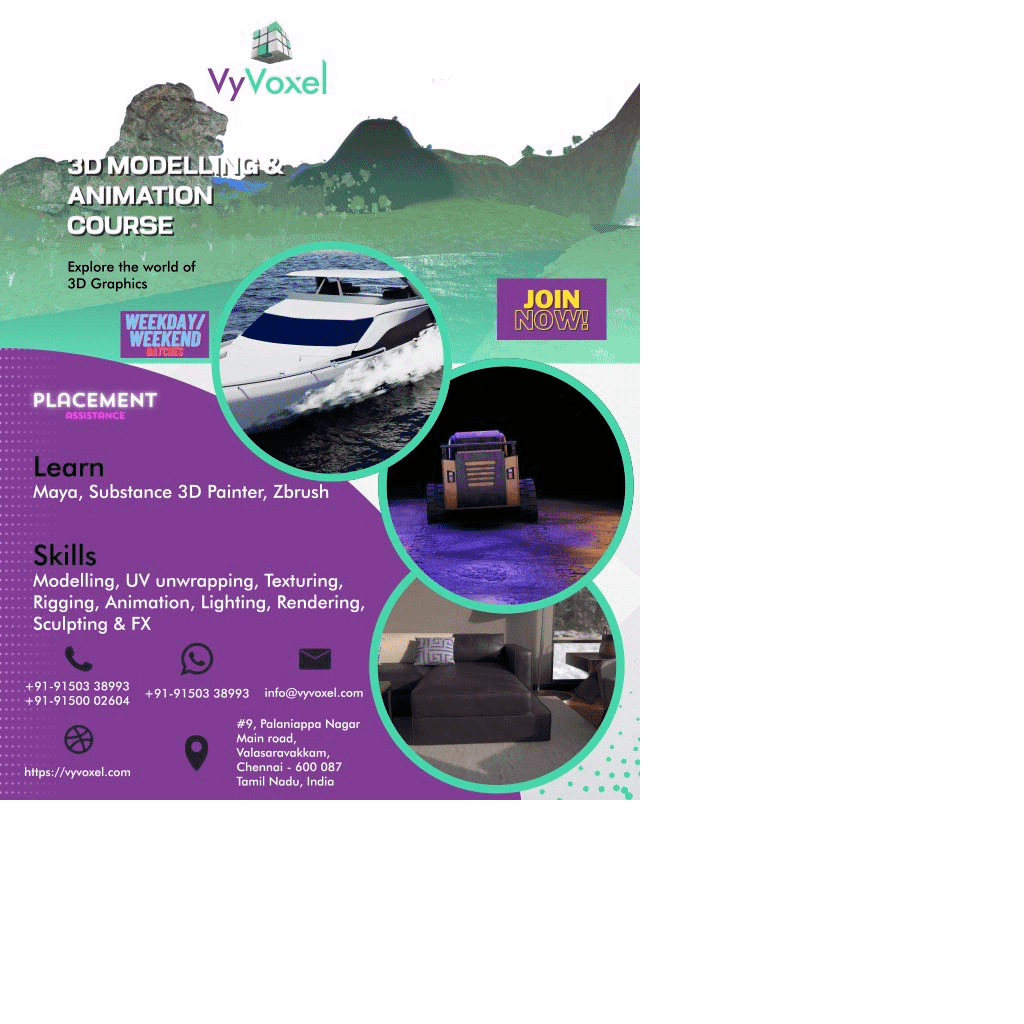 VyVoxel
3D MODELLING &
ANIMATION
COURSE
Explore the world of
3D Graphics
JOIN
NOW!
WEEKDAY/
WEEKEND
BATCHES
PLACEMENT
ASSISTANCE
Learn
Maya, Substance 3D Painter, Zbrush
Skills
Modelling, UV unwrapping, Texturing,
Rigging, Animation, Lighting, Rendering,
Sculpting & FX
+91-91503 38993
+91-91500 02604
+91-91503 38993
info@vyvoxel.com
https://vyvoxel.com
#9, Palaniappa Nagar
Main road,
Valasaravakkam,
Chennai - 600 087
Tamil Nadu, India